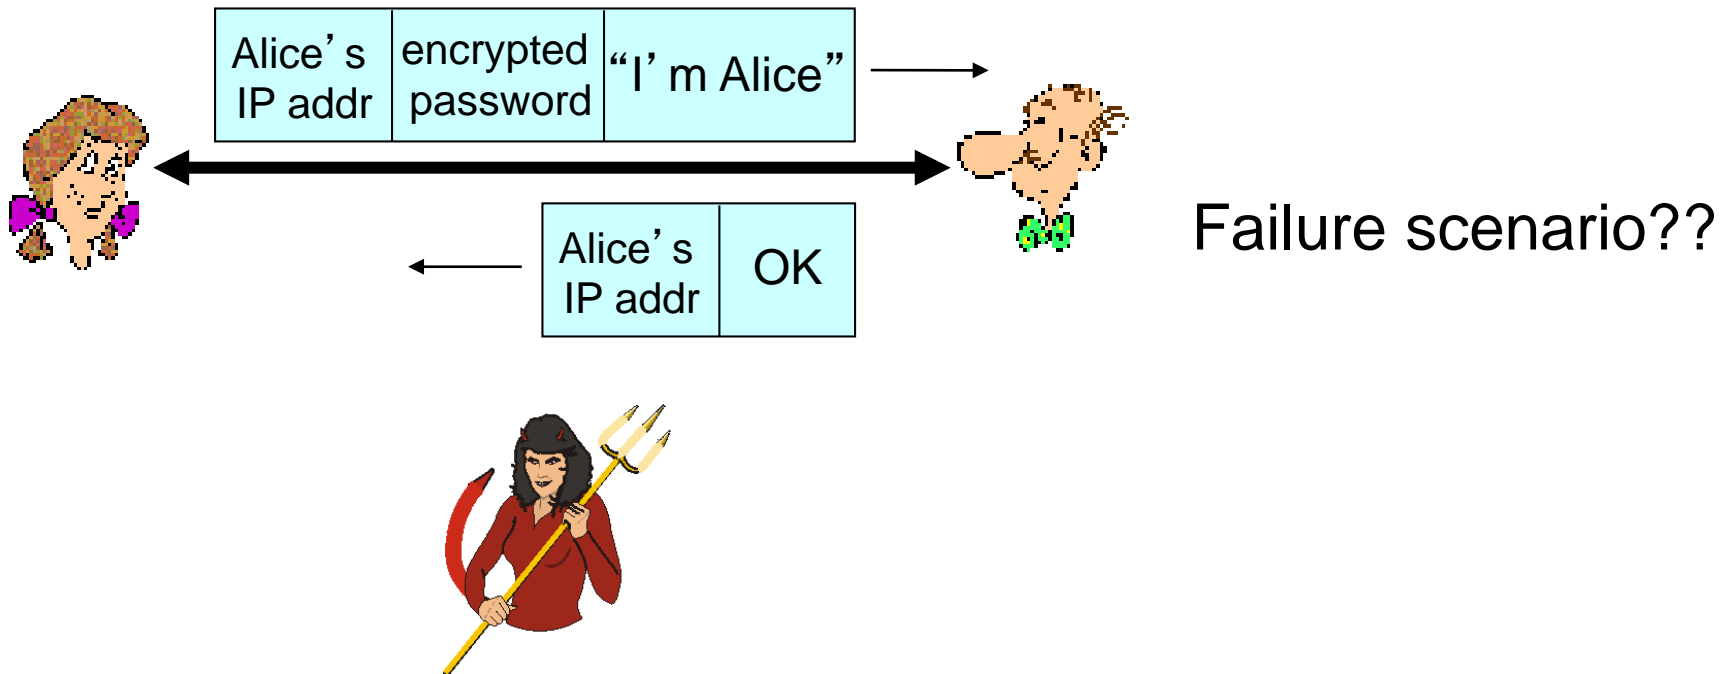 Alice’s
IP addr
encrypted
password
“I’m Alice”
Alice’s
IP addr
OK
Failure scenario??